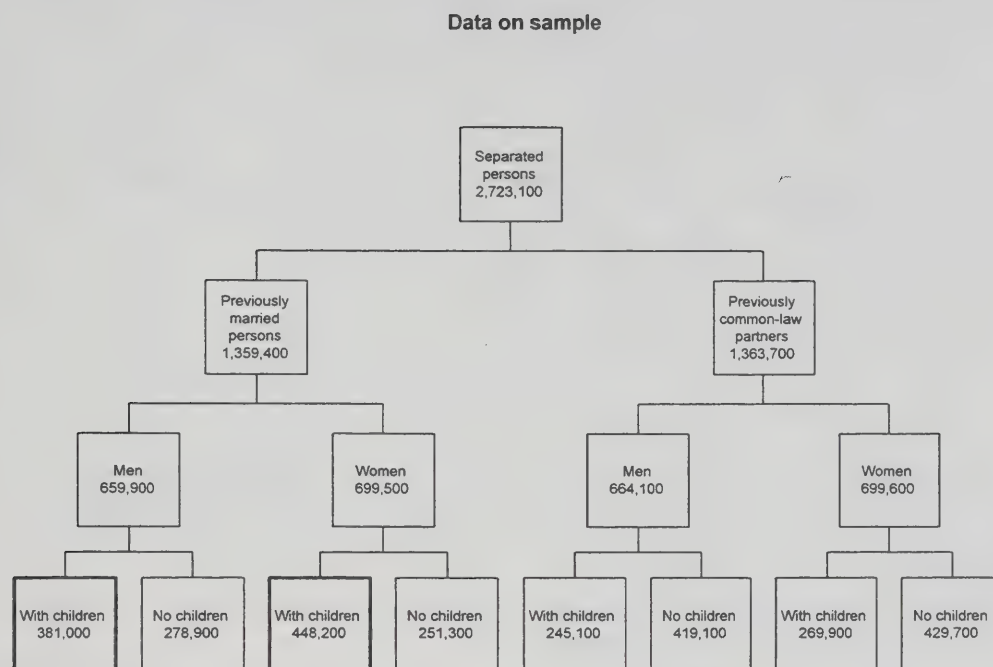 Data on sample
Separated
persons
2,723,100
Previously
married
persons
1,359,400
Previously
common-law
partners
1,363,700
Men
659,900
Women
699,500
Men
664,100
Women
699,600
With children
381,000
No children
278,900
With children
448,200
No children
251,300
With children
245,100
No children
419,100
With children
269,900
No children
429,700